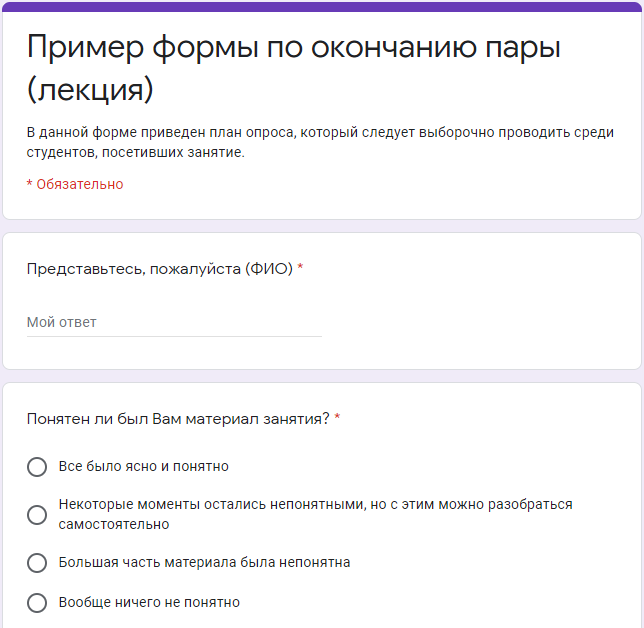 Пример формы по окончанию пары
(лекция)
В данной форме приведен план опроса, который следует выборочно проводить среди
студентов, посетивших занятие.
* Обязательно
Представьтесь, пожалуйста (ФИО) *
Мой ответ
Понятен ли был Вам материал занятия? *
Все было ясно и понятно
Некоторые моменты остались непонятными, но с этим можно разобраться
самостоятельно
Большая часть материала была непонятна
Вообще ничего не понятно